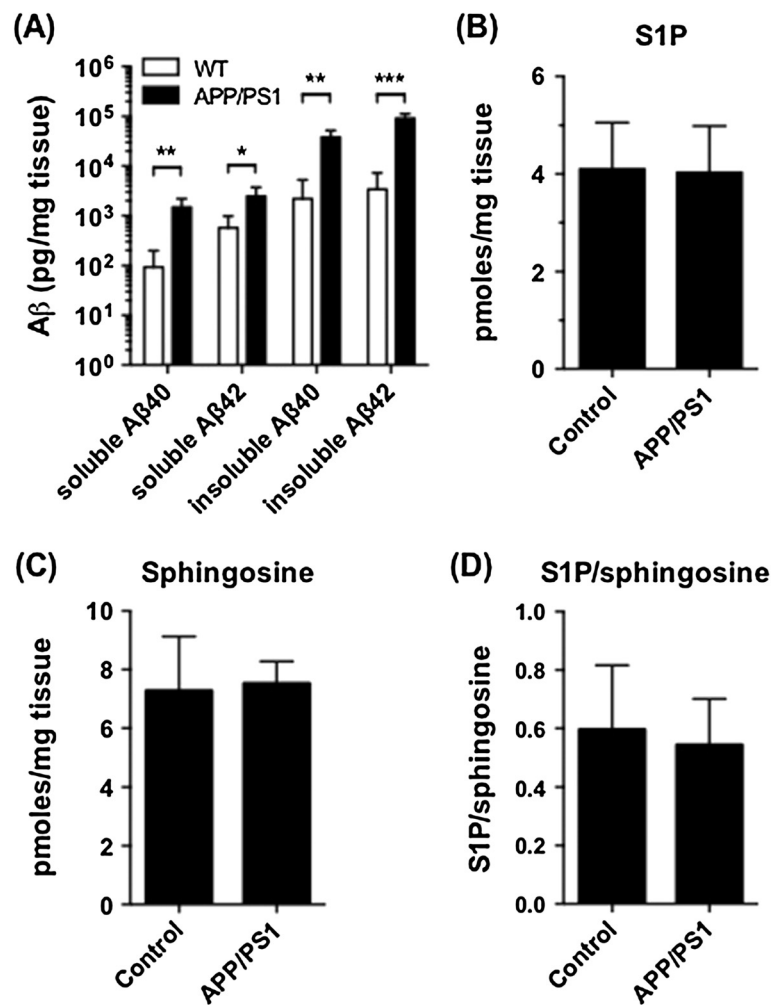 (A)
10⁶
10⁵
10⁴
10³
10²
10¹
10⁰
Aβ (pg/mg tissue)
WT
APP/PS1
**
*
**
***
soluble Aβ40
soluble Aβ42
insoluble Aβ40
insoluble Aβ42
(B)
S1P
pmoles/mg tissue
6
4
2
0
Control
APP/PS1
(C)
Sphingosine
pmoles/mg tissue
10
8
6
4
2
0
Control
APP/PS1
(D)
S1P/sphingosine
S1P/sphingosine
1.0
0.8
0.6
0.4
0.2
0.0
Control
APP/PS1